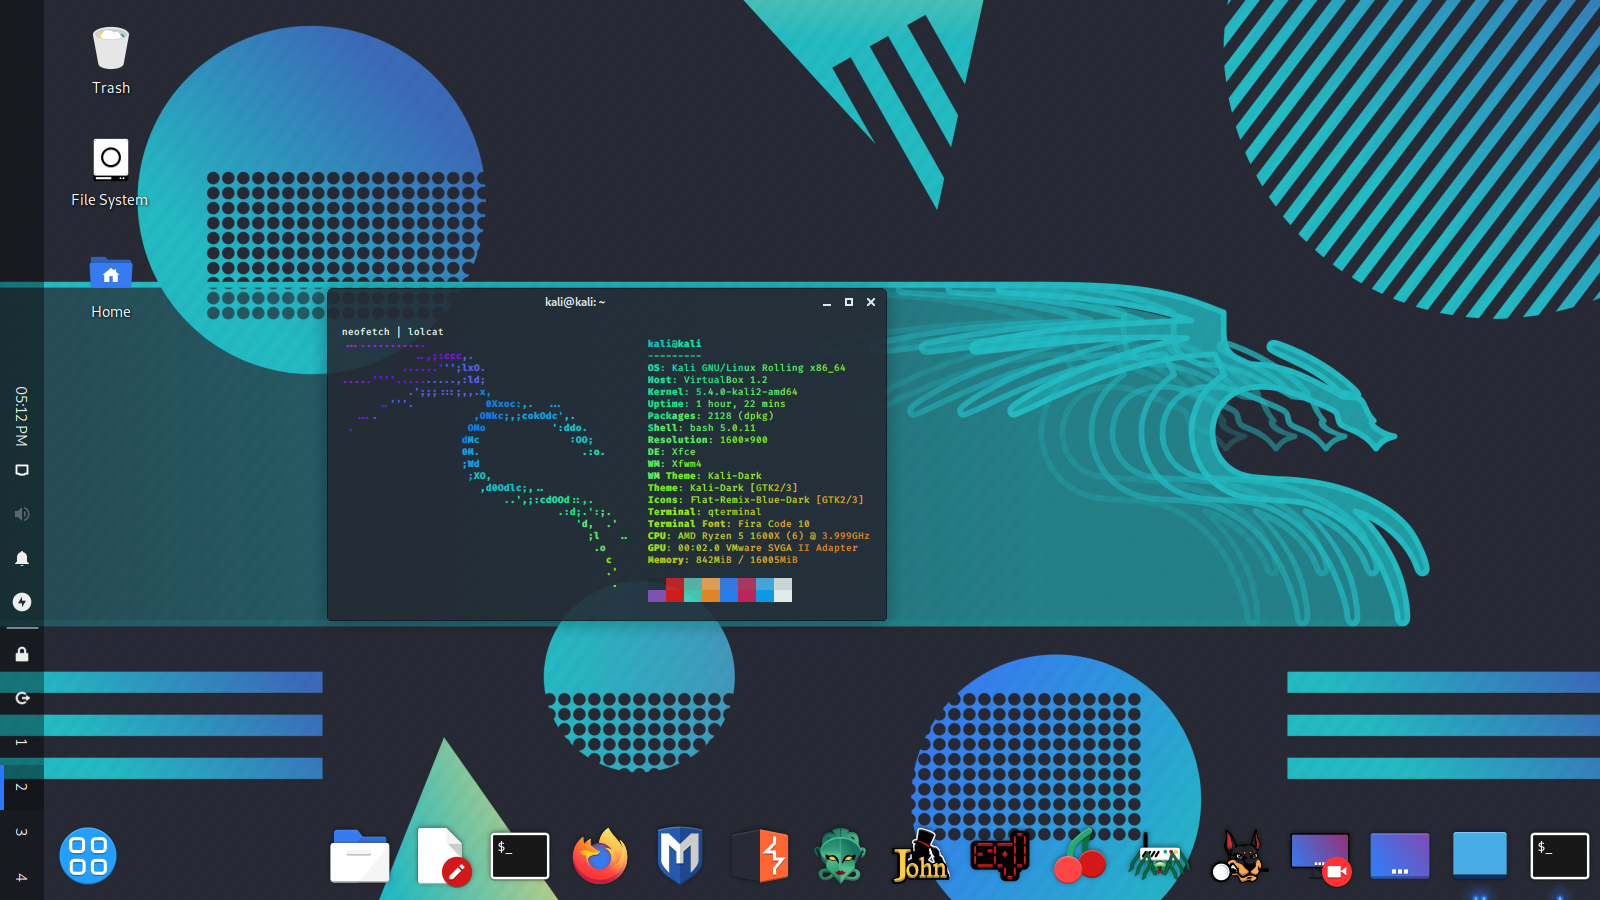 Trash
File System
Home
05:12 PM
1
2
3
4
kali@kali: ~
neofetch | lolcat
kali@kali
---------
OS: Kali GNU/Linux Rolling x86_64
Host: VirtualBox 1.2
Kernel: 5.4.0-kali2-amd64
Uptime: 1 hour, 22 mins
Packages: 2128 (dpkg)
Shell: bash 5.0.11
Resolution: 1600×900
DE: Xfce
WM: Xfwm4
WM Theme: Kali-Dark
Theme: Kali-Dark [GTK2/3]
Icons: Flat-Remix-Blue-Dark [GTK2/3]
Terminal: qterminal
Terminal Font: Fira Code 10
CPU: AMD Ryzen 5 1600X (6) @ 3.999GHz
GPU: 00:02.0 VMware SVGA II Adapter
Memory: 842MiB / 16005MiB
$_
John
$_